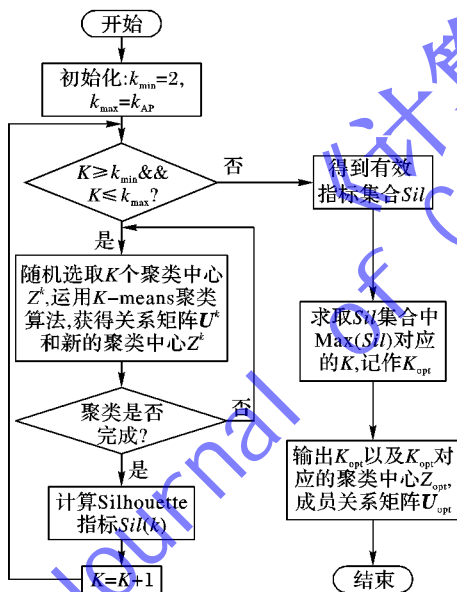 开始
初始化:k_min=2,
k_max=k_AP
K≥k_min&&
K≤k_max?
否
是
随机选取K个聚类中心
Z^k,运用K-means聚类
算法,获得关系矩阵U^k
和新的聚类中心Z^k
聚类是否
完成?
否
是
计算Silhouette
指标Sil(k)
K=K+1
得到有效
指标集合Sil
求取Sil集合中
Max(Sil)对应
的K,记作K_opt
输出K_opt以及K_opt对
应的聚类中心Z_opt,
成员关系矩阵U_opt
结束
《计算
Journal of C